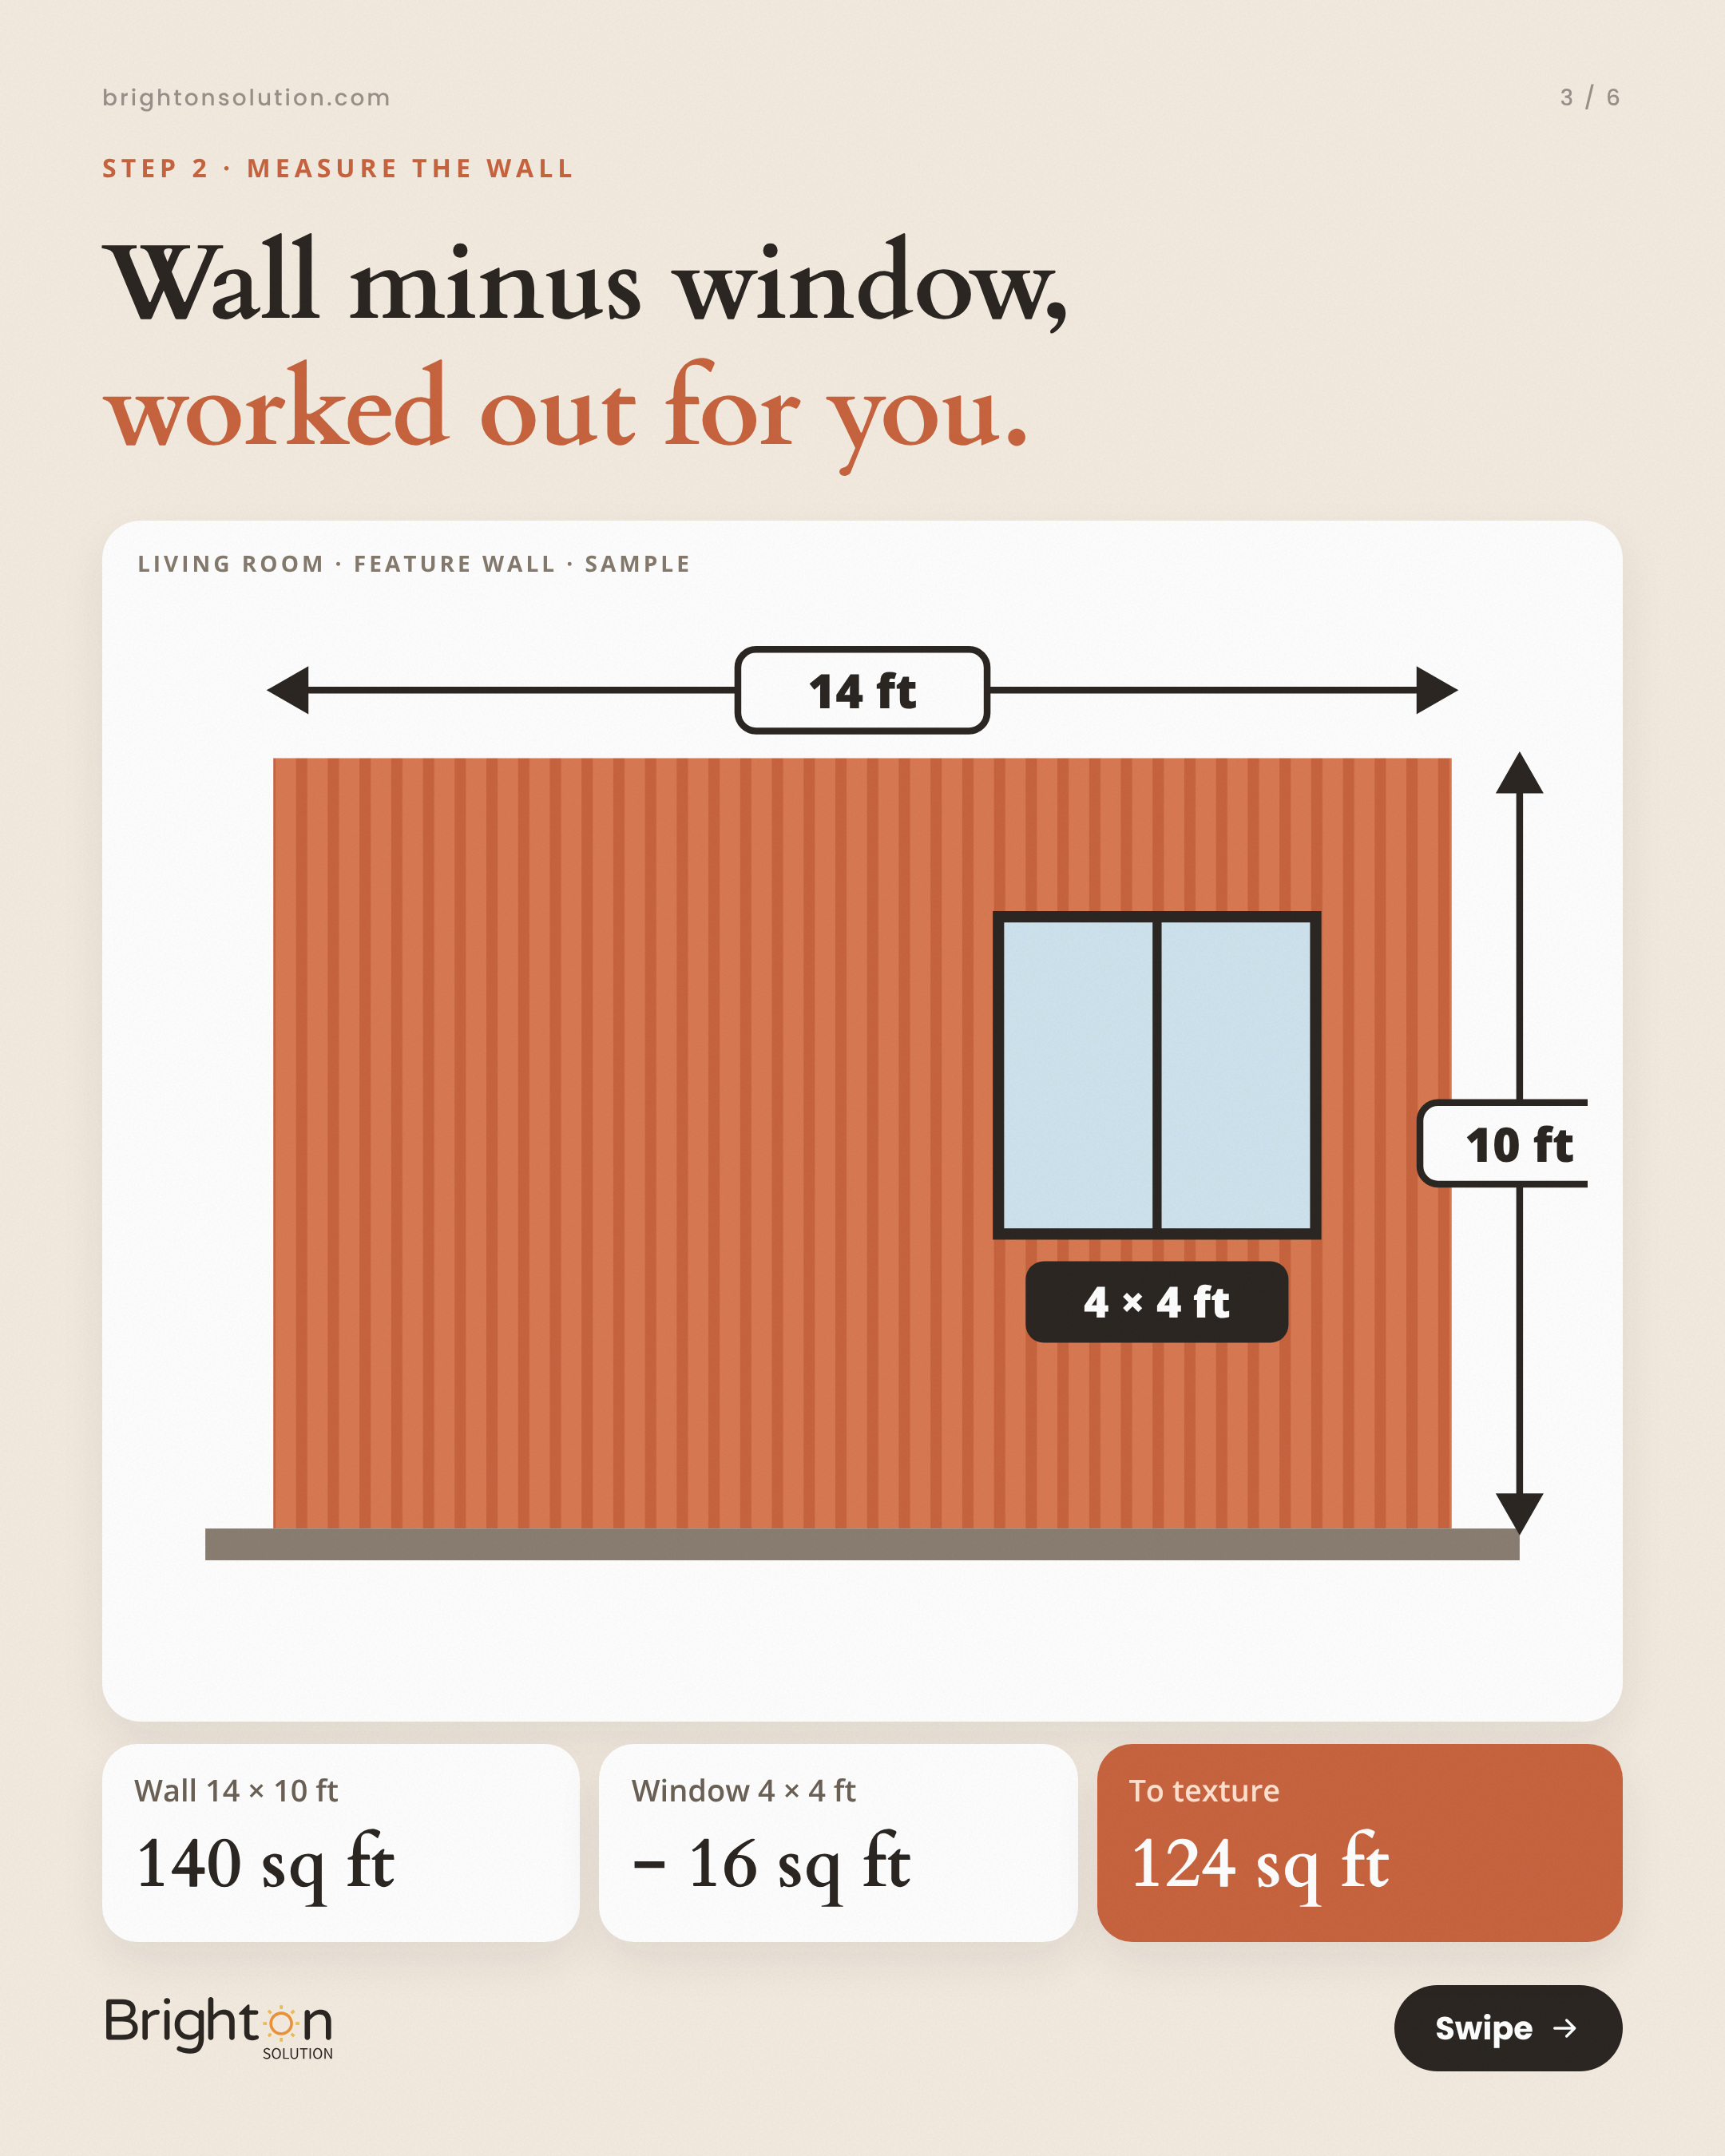 brightonsolution.com
3 / 6
STEP 2 · MEASURE THE WALL
Wall minus window,
worked out for you.
LIVING ROOM · FEATURE WALL · SAMPLE
14 ft
10 ft
4 × 4 ft
Wall 14 × 10 ft
140 sq ft
Window 4 × 4 ft
− 16 sq ft
To texture
124 sq ft
Brighton
SOLUTION
Swipe →